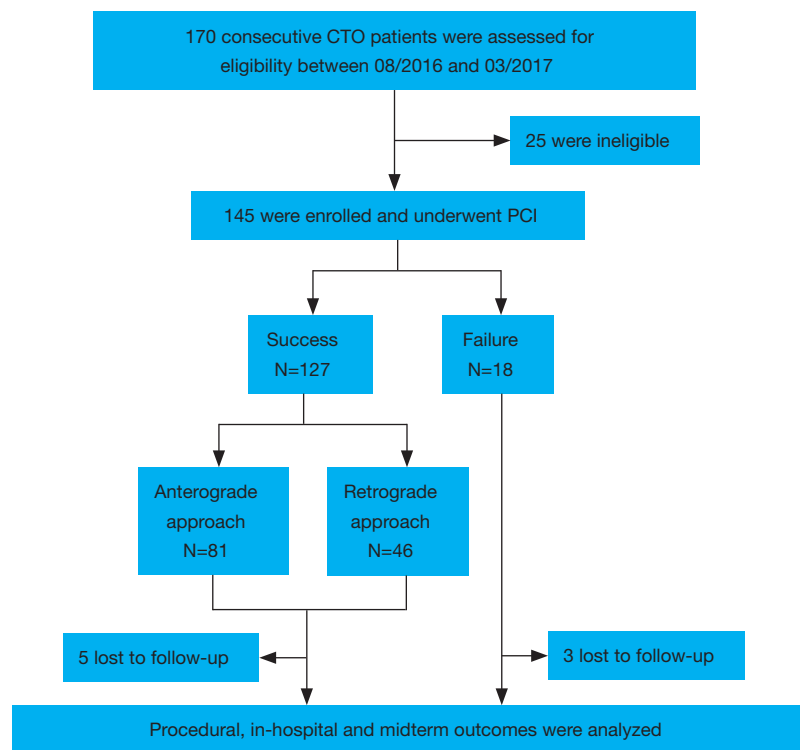 170 consecutive CTO patients were assessed for
eligibility between 08/2016 and 03/2017
25 were ineligible
145 were enrolled and underwent PCI
Success
N=127
Failure
N=18
Anterograde
approach
N=81
Retrograde
approach
N=46
5 lost to follow-up
3 lost to follow-up
Procedural, in-hospital and midterm outcomes were analyzed